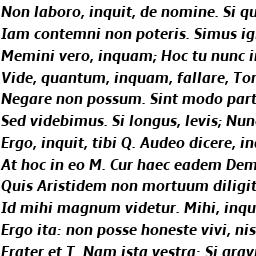 Non laboro, inquit, de nomine. Si qu
Iam contemni non poteris. Simus ig
Memini vero, inquam; Hoc tu nunc i
Vide, quantum, inquam, fallare, Tor
Negare non possum. Sint modo part
Sed videbimus. Si longus, levis; Nun
Ergo, inquit, tibi Q. Audeo dicere, in
At hoc in eo M. Cur haec eadem Dem
Quis Aristidem non mortuum diligit
Id mihi magnum videtur. Mihi, inqu
Ergo ita: non posse honeste vivi, nis
Frater et T. Nam ista vestra: Si gravi